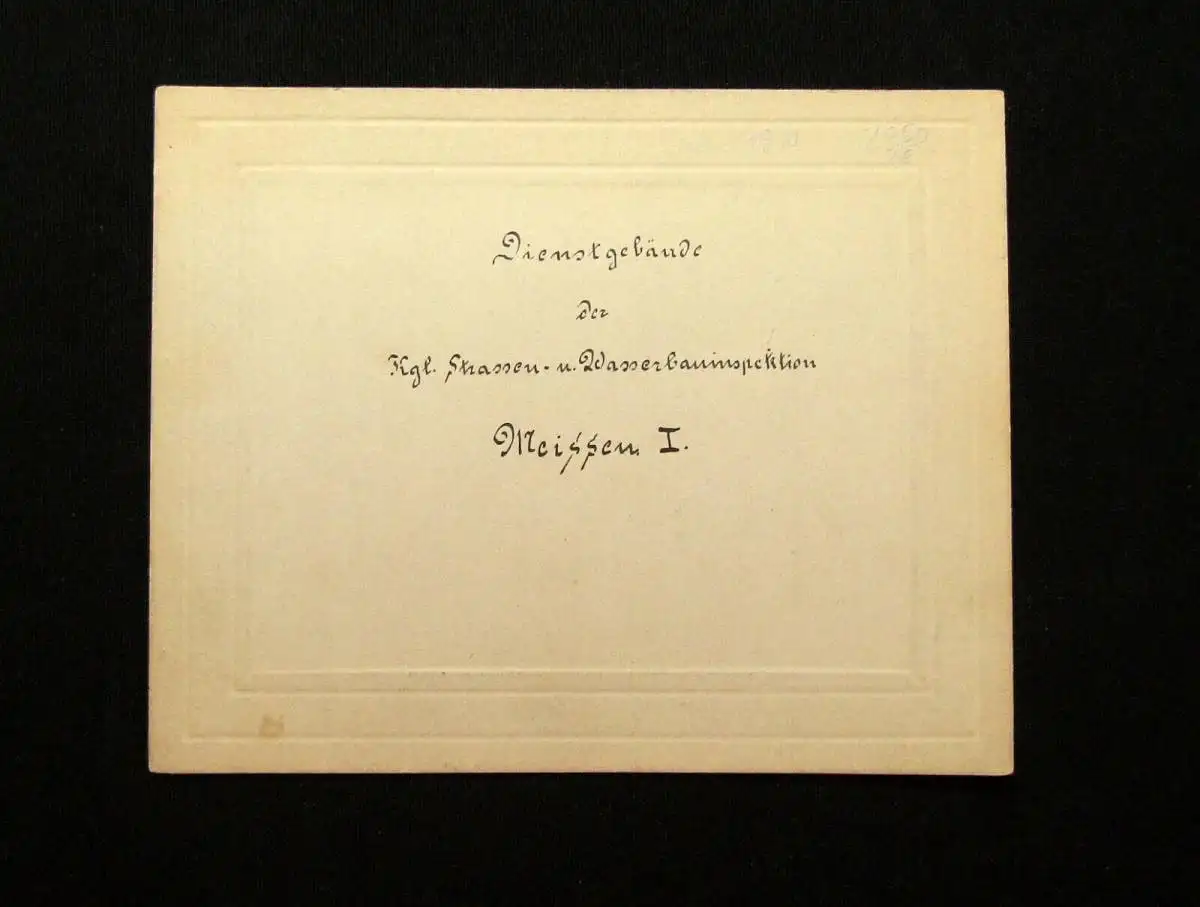 Dienstgebäude
der
Kgl. Strassen- u. Wasserbauinspektion
Meissen I.